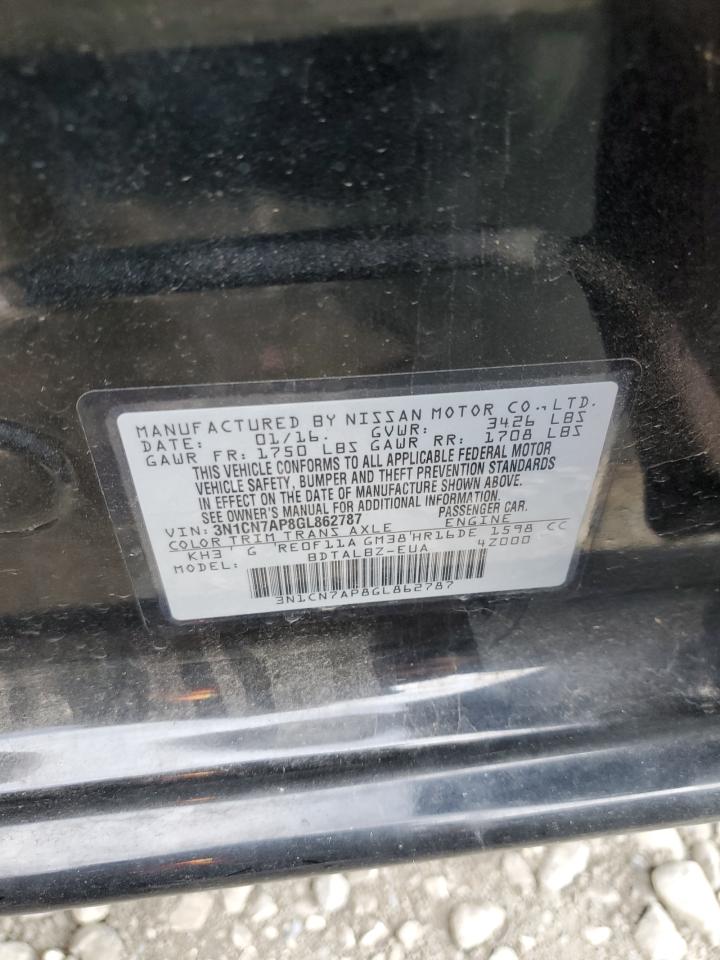 MANUFACTURED BY NISSAN MOTOR CO., LTD.
DATE: 01/16. GVWR: 3426 LBS
GAWR FR: 1750 LBS GAWR RR: 1708 LBS
THIS VEHICLE CONFORMS TO ALL APPLICABLE FEDERAL MOTOR
VEHICLE SAFETY, BUMPER AND THEFT PREVENTION STANDARDS
IN EFFECT ON THE DATE OF MANUFACTURE SHOWN ABOVE.
SEE OWNER'S MANUAL FOR ADDITIONAL INFORMATION.
VIN: 3N1CN7AP8GL862787 PASSENGER CAR.
COLOR TRIM TRANS AXLE ENGINE
KH3 G RE0F11A GM38 HR16DE 1598 CC
MODEL: BDTALBZ-EUA 4Z000
3N1CN7AP8GL862787